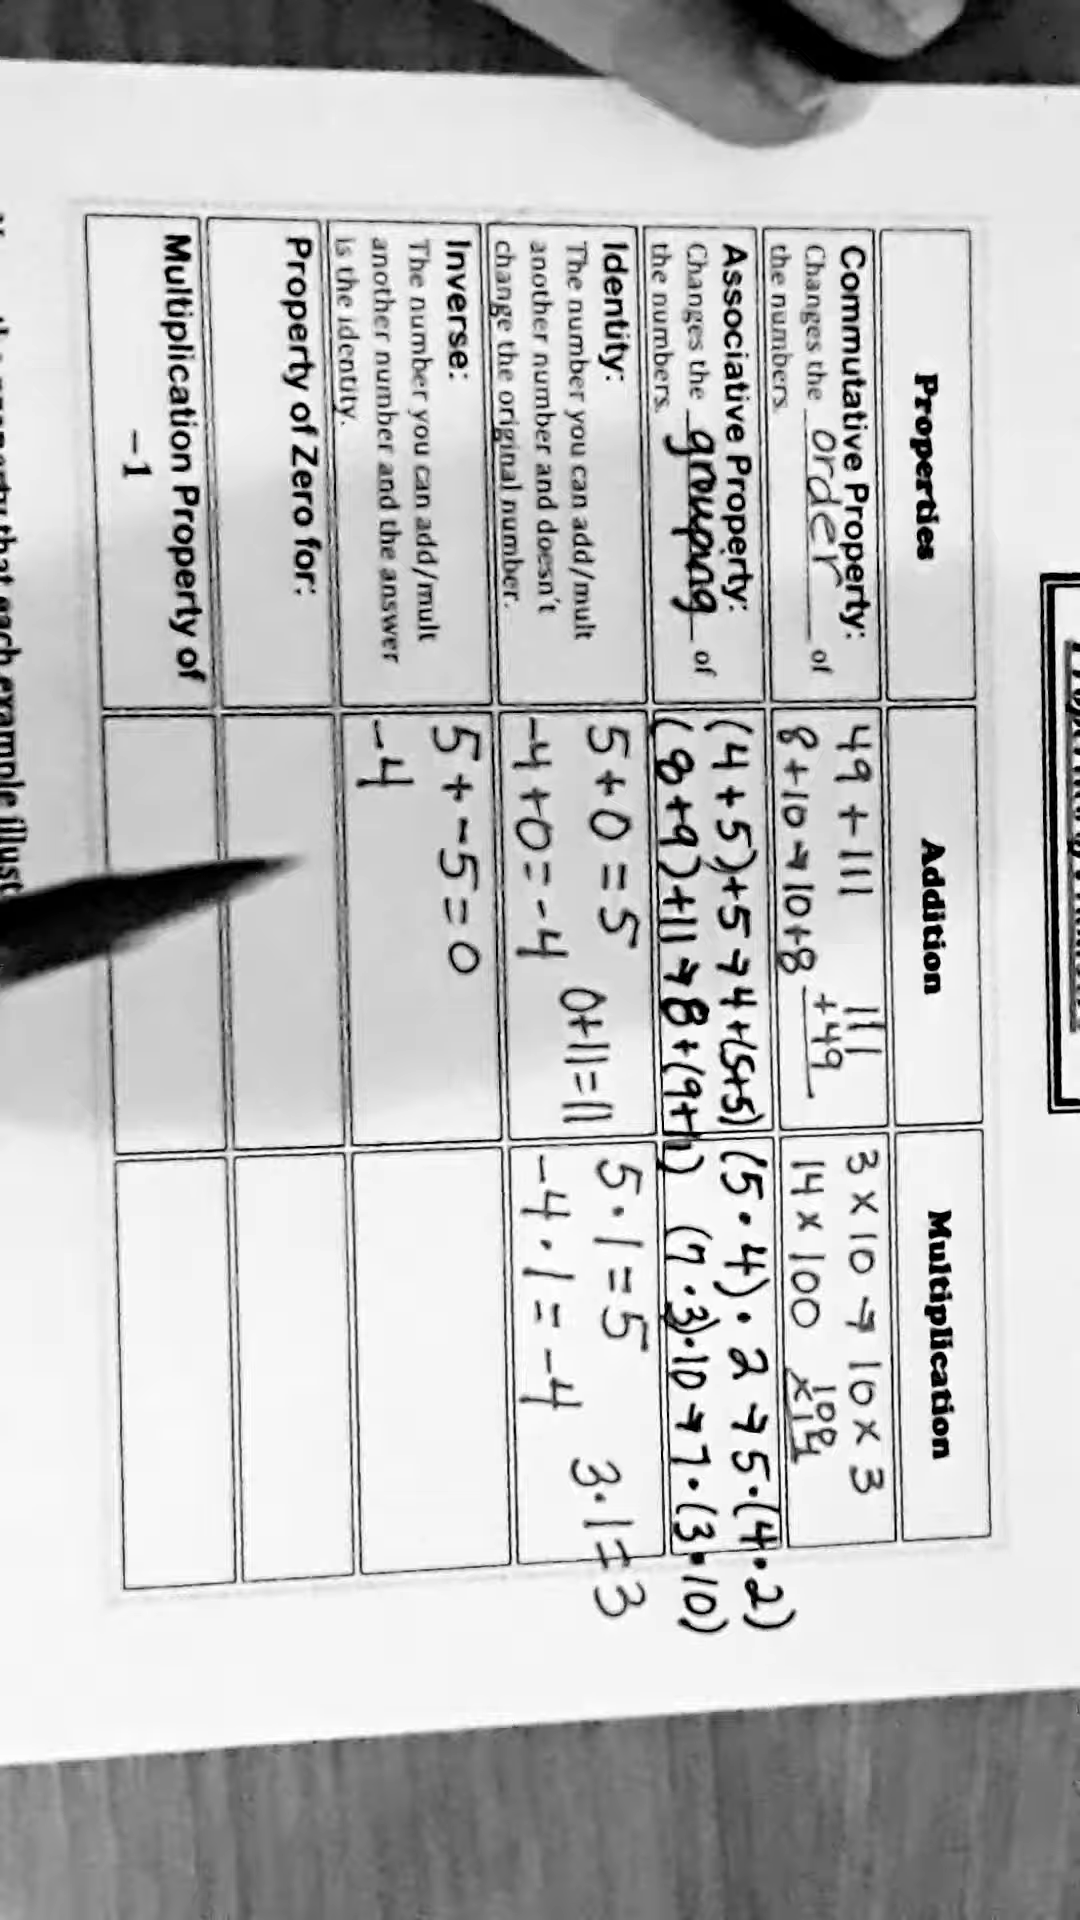 Properties
Addition
Multiplication
Commutative Property:
Changes the order of
the numbers.
49 + 111
111
+49
8+10→10+8
3 x 10 → 10 x 3
14 x 100
100
x14
Associative Property:
Changes the grouping of
the numbers.
(4+5)+5→4+(5+5)
(8+9)+11→8+(9+11)
(5·4)·2→5·(4·2)
(7·3)·10→7·(3·10)
Identity:
The number you can add/mult
another number and doesn't
change the original number.
5+0=5
-4+0=-4
0+11=11
5·1=5
-4·1=-4
3·1=3
Inverse:
The number you can add/mult
another number and the answer
is the identity.
5+-5=0
-4
Property of Zero for:
Multiplication Property of
-1
that each example